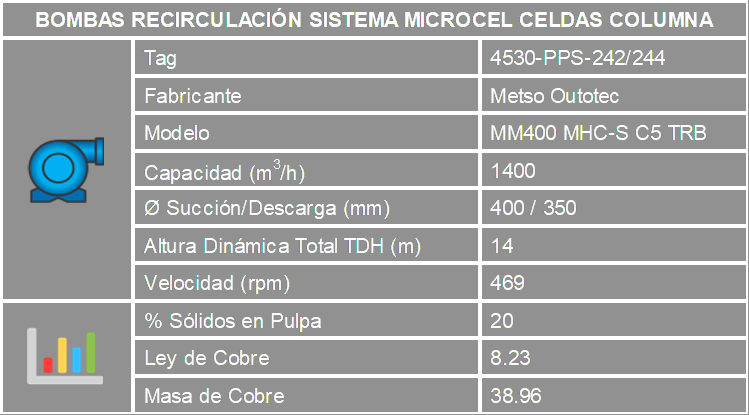 BOMBAS RECIRCULACIÓN SISTEMA MICROCEL CELDAS COLUMNA
Tag 4530-PPS-242/244
Fabricante Metso Outotec
Modelo MM400 MHC-S C5 TRB
Capacidad (m³/h) 1400
Ø Succión/Descarga (mm) 400 / 350
Altura Dinámica Total TDH (m) 14
Velocidad (rpm) 469
% Sólidos en Pulpa 20
Ley de Cobre 8.23
Masa de Cobre 38.96